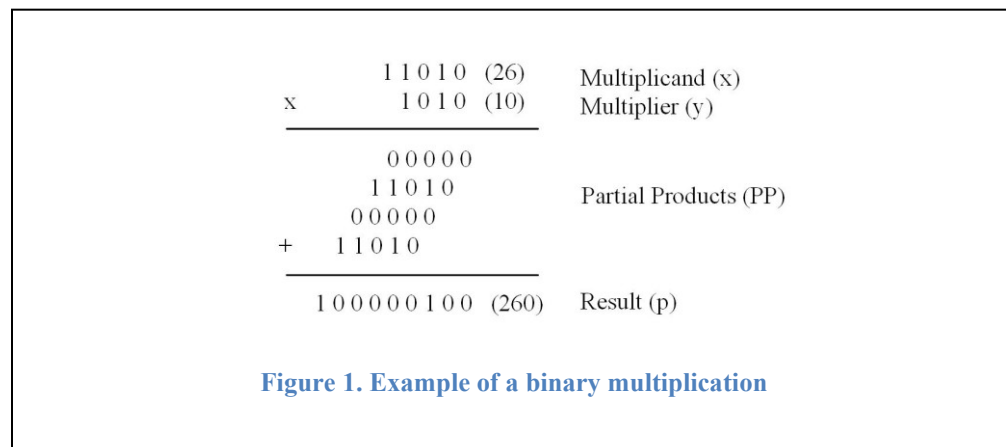 1 1 0 1 0 (26) Multiplicand (x)
x 1 0 1 0 (10) Multiplier (y)
0 0 0 0 0
1 1 0 1 0 Partial Products (PP)
0 0 0 0 0
+ 1 1 0 1 0
1 0 0 0 0 0 1 0 0 (260) Result (p)
Figure 1. Example of a binary multiplication